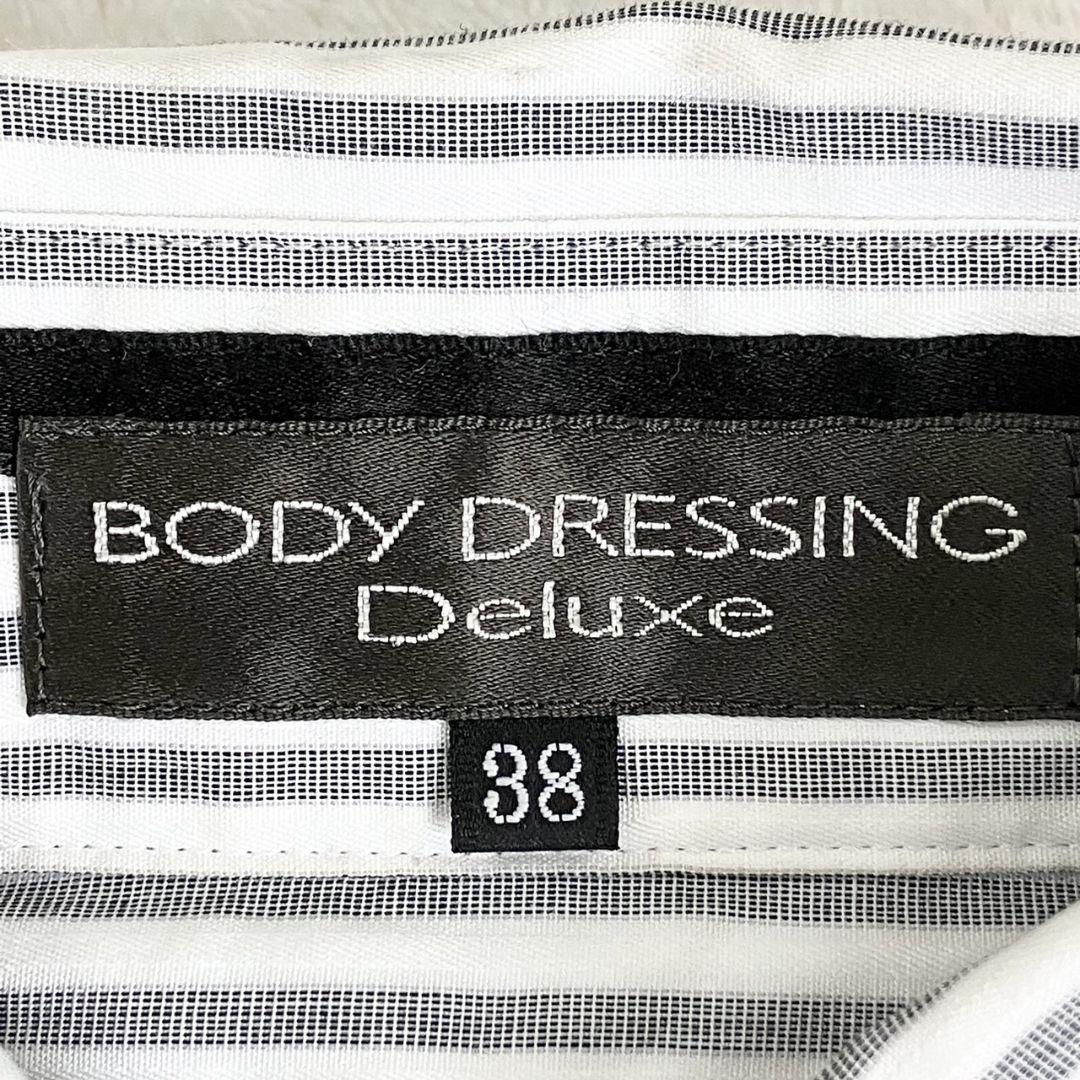 BODY DRESSING
Deluxe
38